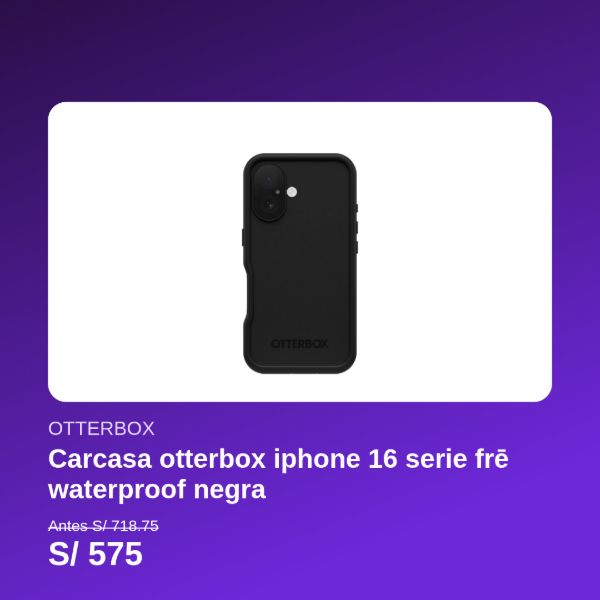 OTTERBOX
OTTERBOX
Carcasa otterbox iphone 16 serie frē
waterproof negra
Antes S/ 718.75
S/ 575